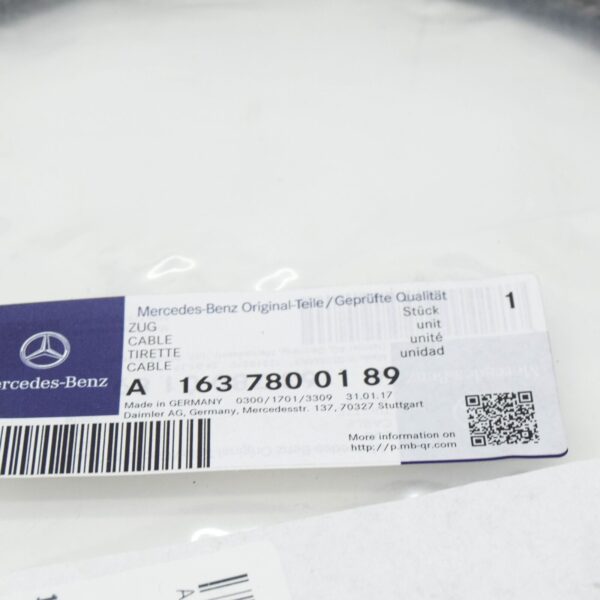 Mercedes-Benz Original-Teile/Geprüfte Qualität
ZUG
CABLE
TIRETTE
CABLE
Stück
unit
unité
unidad
1
ercedes-Benz
A 163 780 01 89
Made in GERMANY 0300/1701/3309 31.01.17
Daimler AG, Germany, Mercedesstr. 137, 70327 Stuttgart
More information on
http://p.mb-qr.com
A